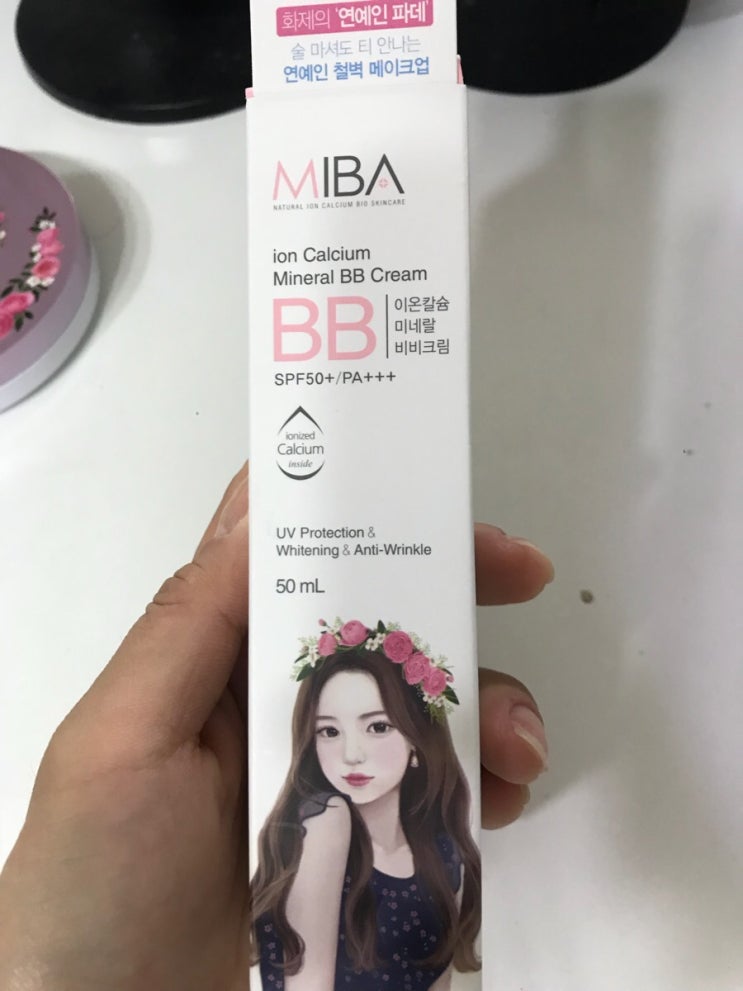 화제의 '연예인 파데'
술 마셔도 티 안나는
연예인 철벽 메이크업
MIBA
NATURAL ION CALCIUM BIO SKINCARE
ion Calcium
Mineral BB Cream
BB
이온칼슘
미네랄
비비크림
SPF50+/PA+++
ionized
Calcium
inside
UV Protection &
Whitening & Anti-Wrinkle
50 mL